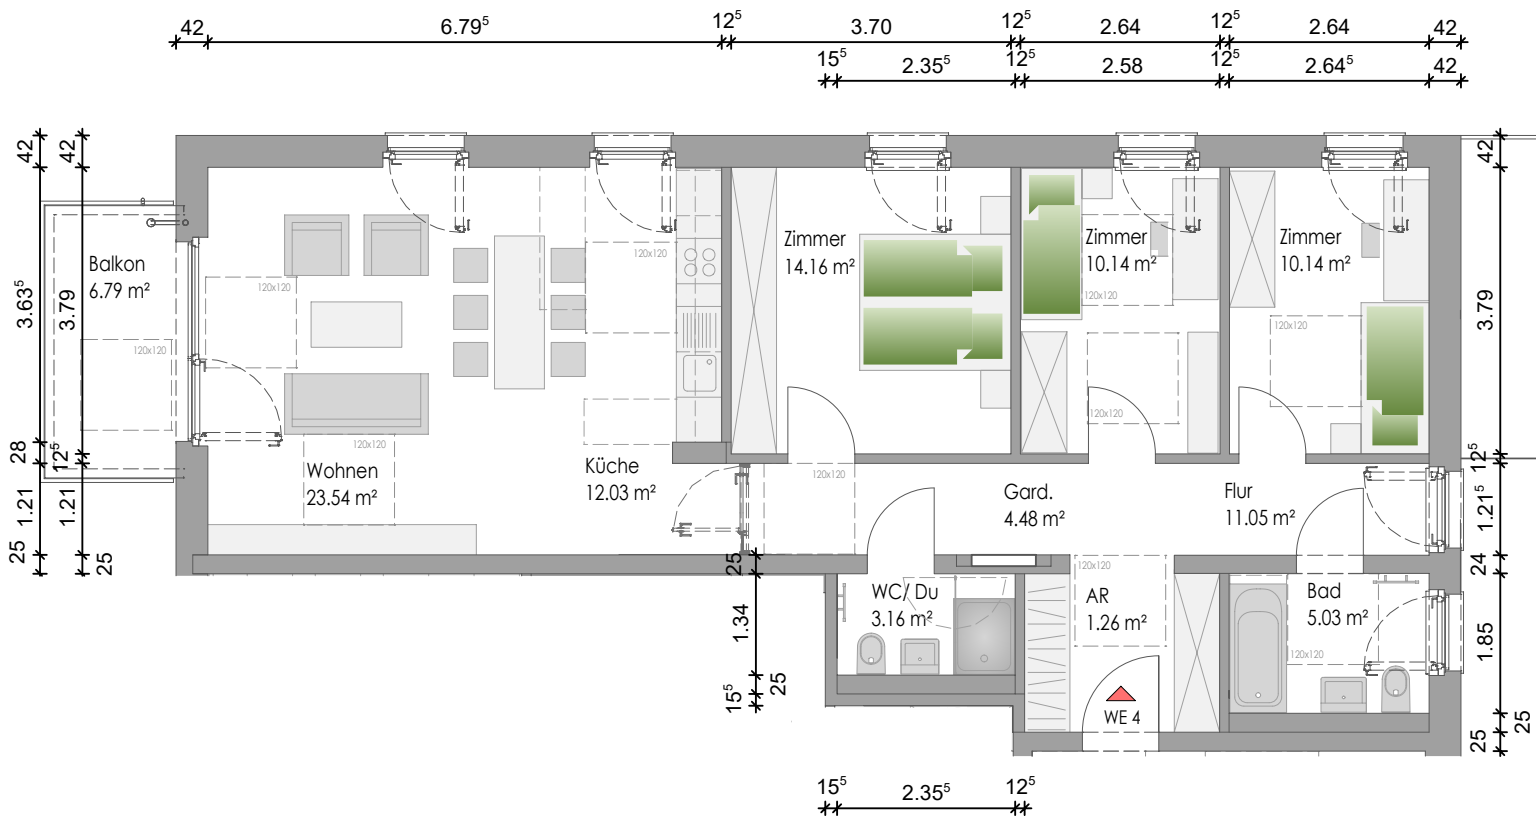 42
6.79⁵
12⁵
3.70
12⁵
2.64
12⁵
2.64
42
15⁵
2.35⁵
12⁵
2.58
12⁵
2.64⁵
42
42
42
3.63⁵
3.79
28
12⁵
1.21
1.21
25
25
Balkon
6.79 m²
120x120
120x120
120x120
Wohnen
23.54 m²
120x120
Küche
12.03 m²
120x120
Zimmer
14.16 m²
Zimmer
10.14 m²
120x120
120x120
Zimmer
10.14 m²
120x120
Gard.
4.48 m²
Flur
11.05 m²
WC/ Du
3.16 m²
120x120
AR
1.26 m²
Bad
5.03 m²
120x120
WE 4
25
1.34
15⁵
25
42
3.79
12⁵
1.21⁵
24
1.85
25
25
15⁵
2.35⁵
12⁵